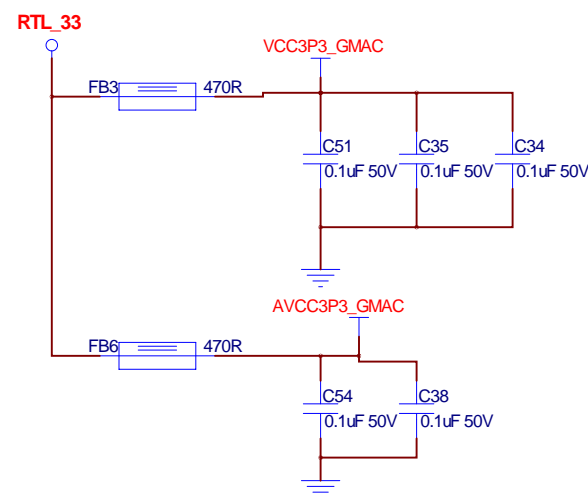 RTL_33
VCC3P3_GMAC
FB3 470R
C51 C35 C34
0.1uF 50V 0.1uF 50V 0.1uF 50V
AVCC3P3_GMAC
FB6 470R
C54 C38
0.1uF 50V 0.1uF 50V